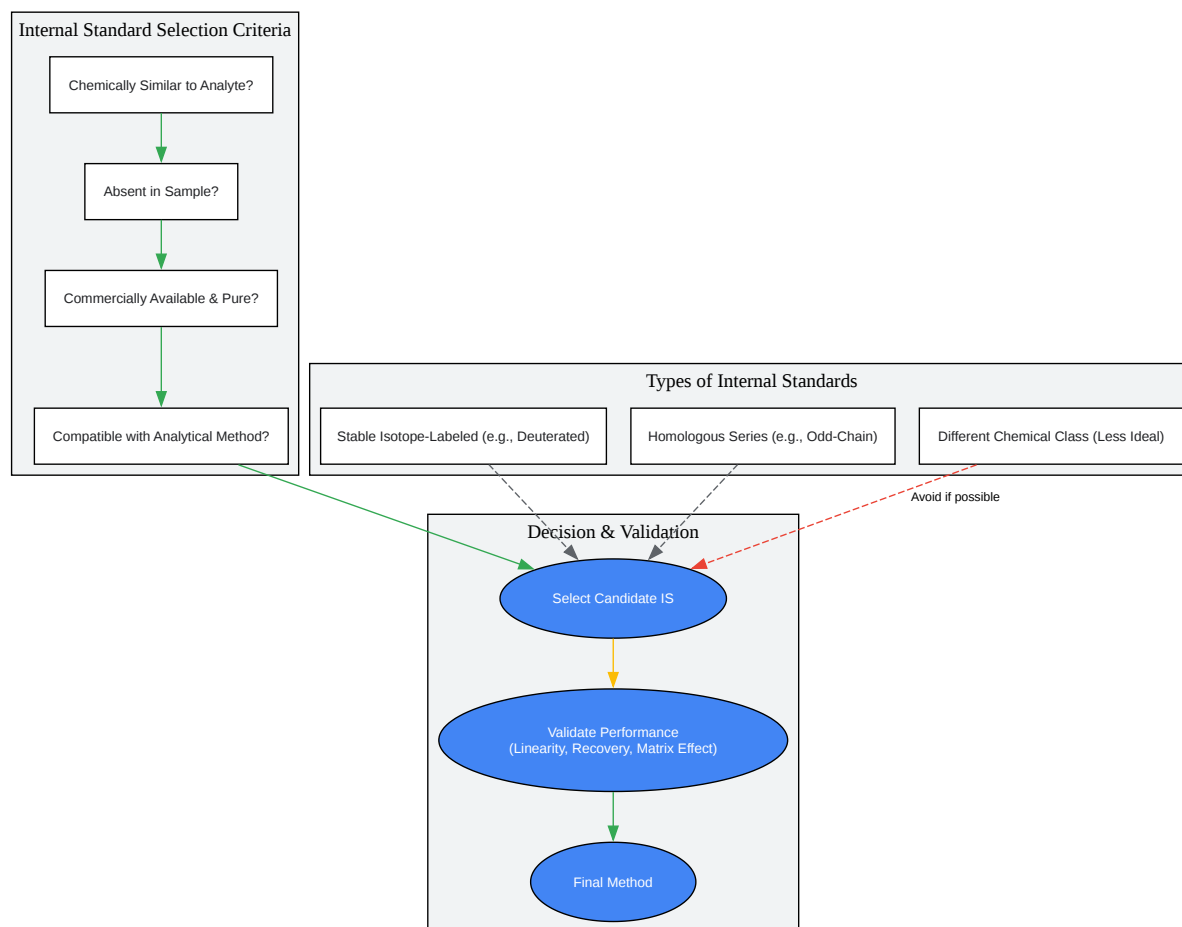 Internal Standard Selection Criteria
Chemically Similar to Analyte?
Absent in Sample?
Commercially Available & Pure?
Compatible with Analytical Method?
Types of Internal Standards
Stable Isotope-Labeled (e.g., Deuterated)
Homologous Series (e.g., Odd-Chain)
Different Chemical Class (Less Ideal)
Avoid if possible
Decision & Validation
Select Candidate IS
Validate Performance
(Linearity, Recovery, Matrix Effect)
Final Method